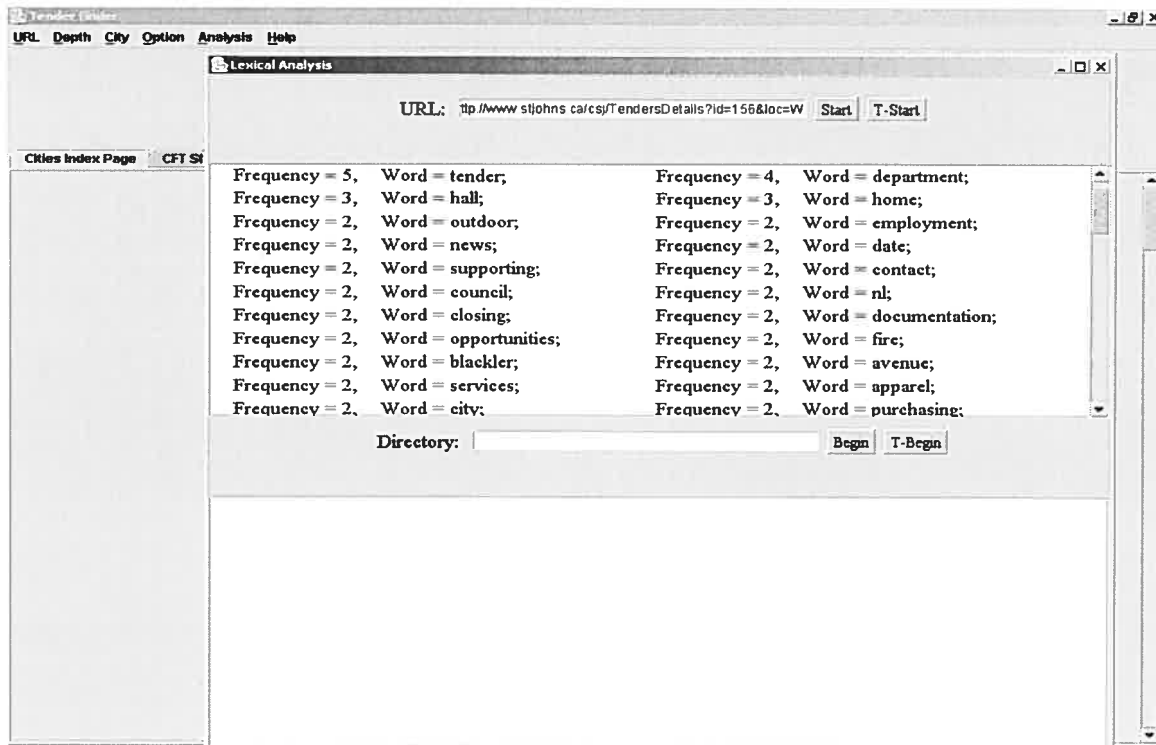 Tender Finder
URL Depth City Option Analysis Help
Lexical Analysis
URL: ttp://www.stjohns.ca/csj/TendersDetails?id=156&loc=W Start T-Start
Cities Index Page CFT St
Frequency = 5, Word = tender; Frequency = 4, Word = department;
Frequency = 3, Word = hall; Frequency = 3, Word = home;
Frequency = 2, Word = outdoor; Frequency = 2, Word = employment;
Frequency = 2, Word = news; Frequency = 2, Word = date;
Frequency = 2, Word = supporting; Frequency = 2, Word = contact;
Frequency = 2, Word = council; Frequency = 2, Word = nl;
Frequency = 2, Word = closing; Frequency = 2, Word = documentation;
Frequency = 2, Word = opportunities; Frequency = 2, Word = fire;
Frequency = 2, Word = blackler; Frequency = 2, Word = avenue;
Frequency = 2, Word = services; Frequency = 2, Word = apparel;
Frequency = 2, Word = city; Frequency = 2, Word = purchasing;
Directory: Begin T-Begin